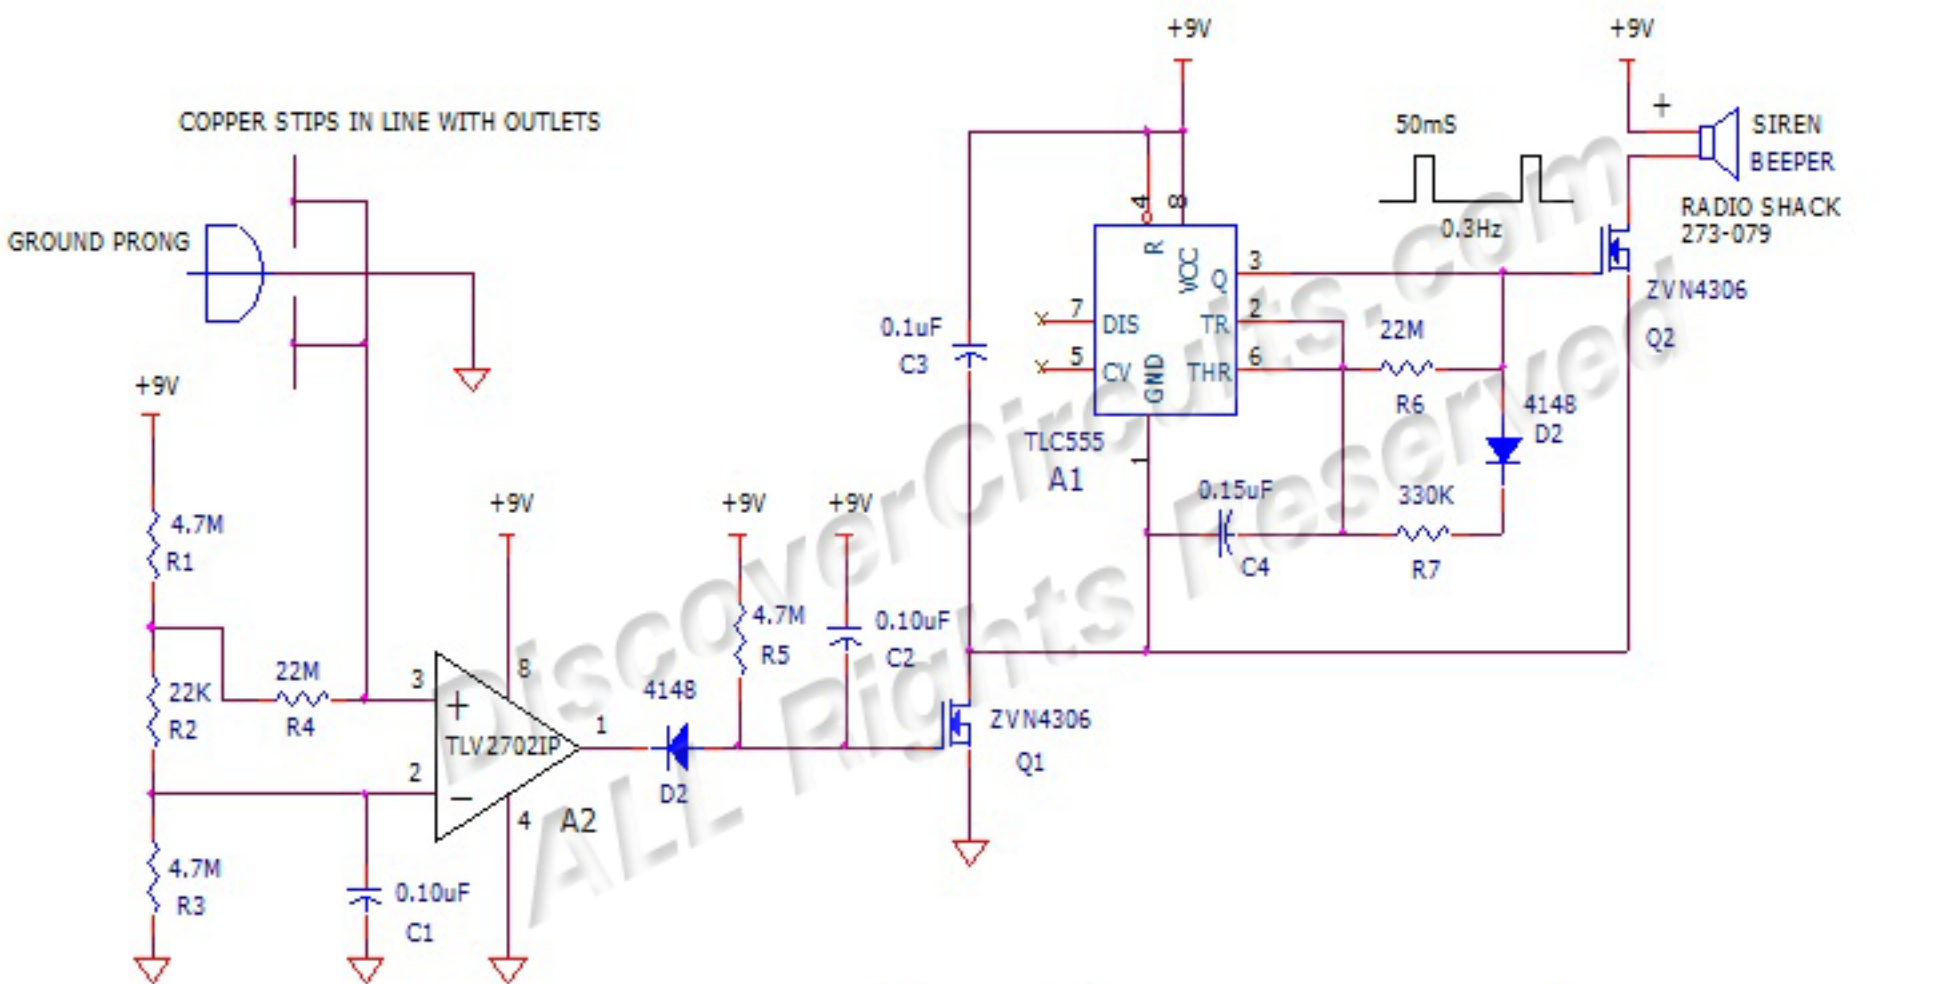 +9V
+9V
COPPER STIPS IN LINE WITH OUTLETS
GROUND PRONG
50mS
0.3Hz
+
SIREN
BEEPER
RADIO SHACK
273-079
4
8
R
VCC
Q
3
7
DIS
TR
2
5
CV
GND
THR
6
TLC555
A1
1
0.1uF
C3
22M
R6
4148
D2
ZVN4306
Q2
0.15uF
C4
330K
R7
+9V
4.7M
R1
22K
R2
4.7M
R3
22M
R4
+9V
3
+
8
TLV2702IP
1
2
−
4
A2
0.10uF
C1
4148
D2
+9V
4.7M
R5
+9V
0.10uF
C2
ZVN4306
Q1
DiscoverCircuits.com
ALL Rights Reserved